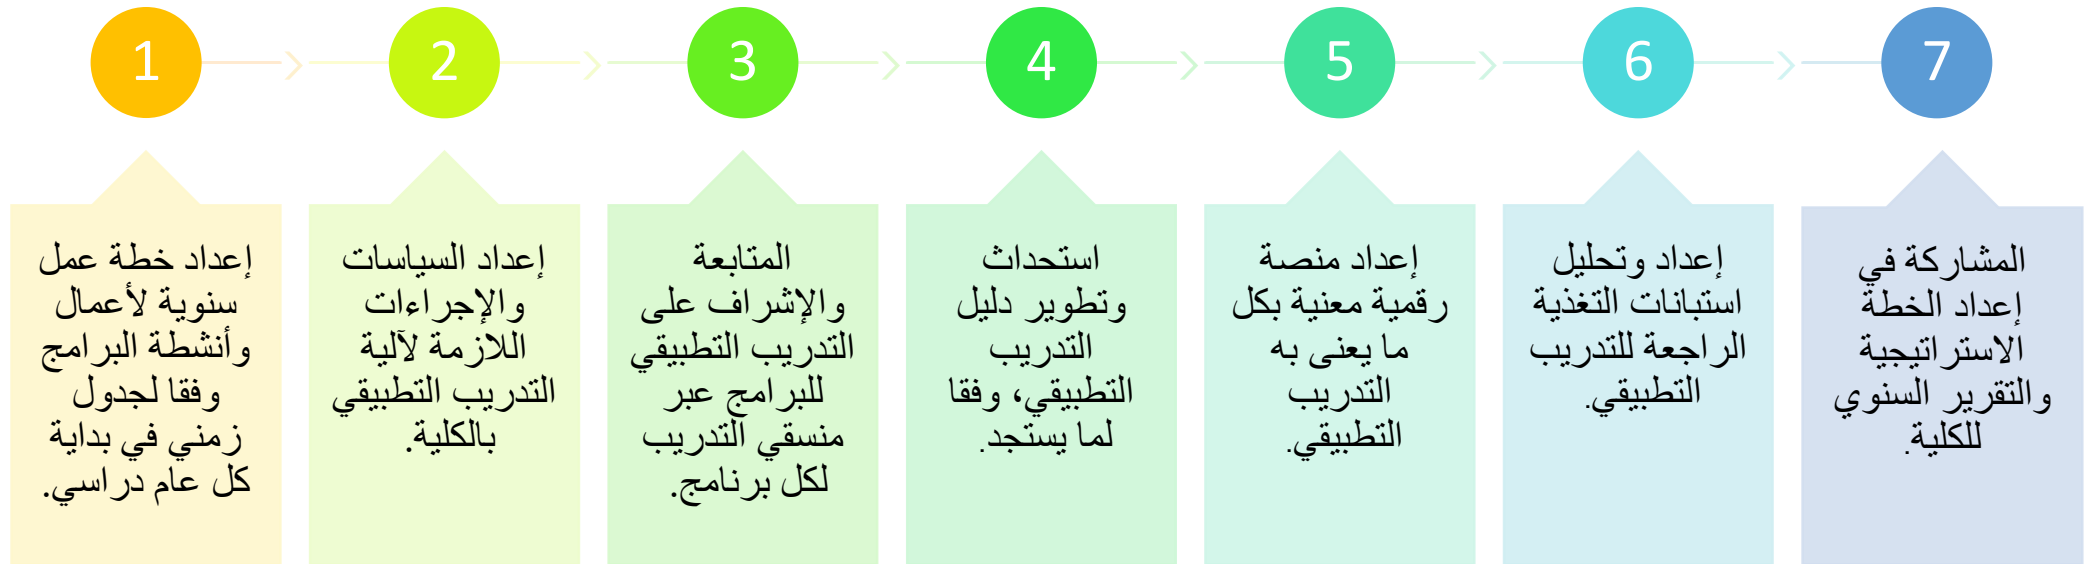 1
إعداد خطة عمل
سنوية لأعمال
وأنشطة البرامج
وفقا لجدول
زمني في بداية
كل عام دراسي.
2
إعداد السياسات
والإجراءات
اللازمة لآلية
التدريب التطبيقي
بالكلية.
3
المتابعة
والإشراف على
التدريب التطبيقي
للبرامج عبر
منسقي التدريب
لكل برنامج.
4
استحداث
وتطوير دليل
التدريب
التطبيقي، وفقا
لما يستجد.
5
إعداد منصة
رقمية معنية بكل
ما يعنى به
التدريب
التطبيقي.
6
إعداد وتحليل
استبانات التغذية
الراجعة للتدريب
التطبيقي.
7
المشاركة في
إعداد الخطة
الاستراتيجية
والتقرير السنوي
للكلية.